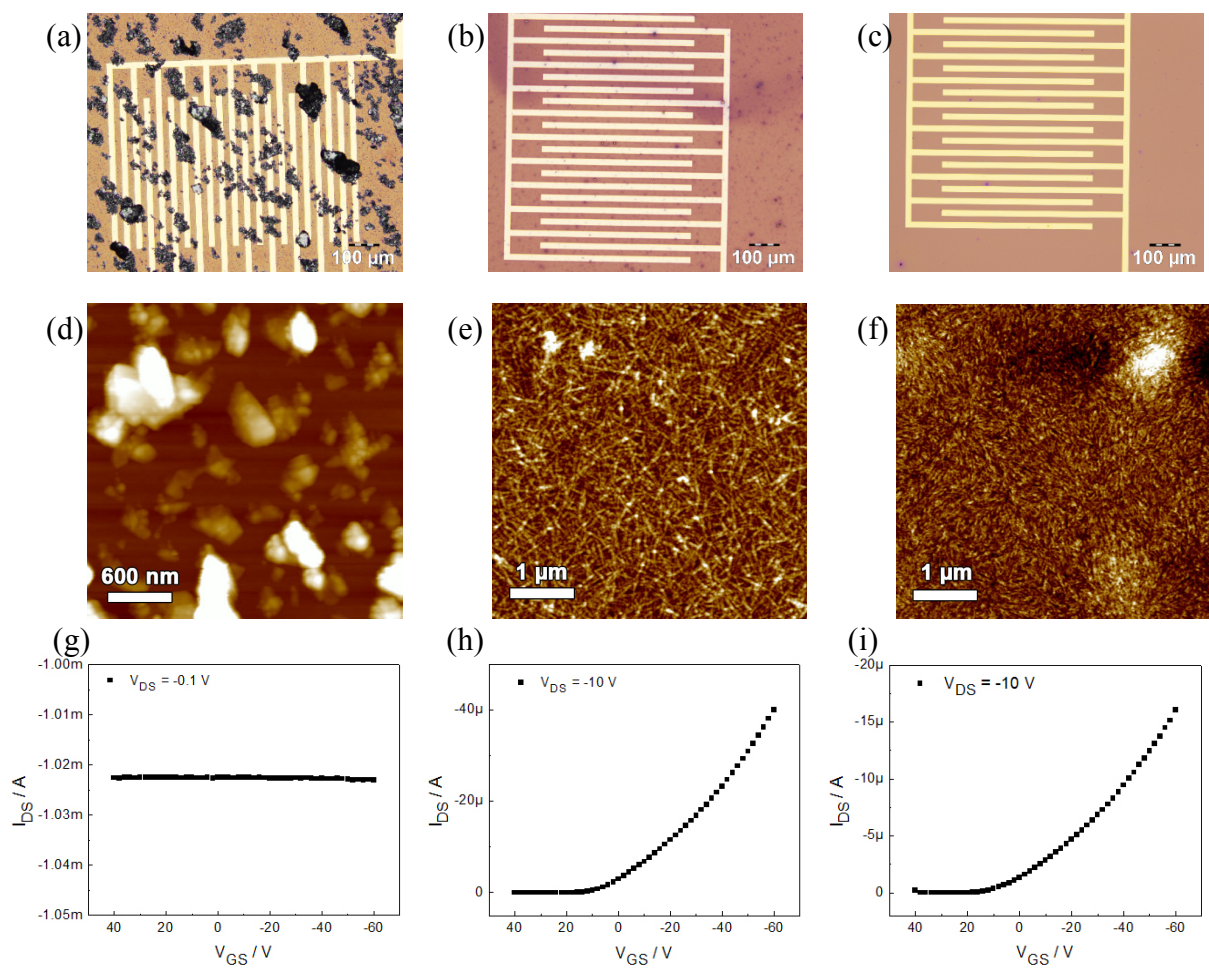 (a)
100 µm
(b)
100 µm
(c)
100 µm
(d)
600 nm
(e)
1 µm
(f)
1 µm
(g)
-1.00m
-1.01m
-1.02m
-1.03m
-1.04m
-1.05m
I_DS / A
V_DS = -0.1 V
40 20 0 -20 -40 -60
V_GS / V
(h)
-40µ
-20µ
0
I_DS / A
V_DS = -10 V
40 20 0 -20 -40 -60
V_GS / V
(i)
-20µ
-15µ
-10µ
-5µ
0
I_DS / A
V_DS = -10 V
40 20 0 -20 -40 -60
V_GS / V